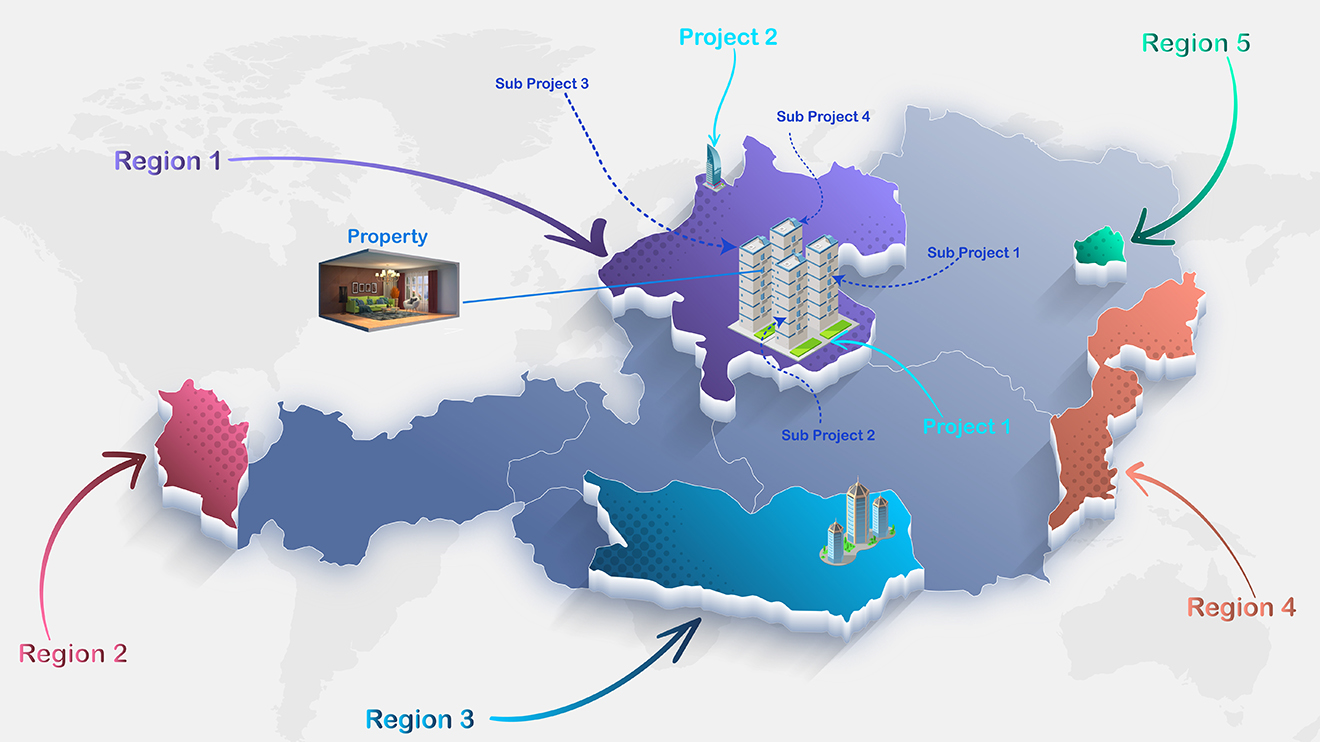 Project 2
Region 5
Sub Project 3
Sub Project 4
Region 1
Property
Sub Project 1
Project 1
Sub Project 2
Region 4
Region 2
Region 3